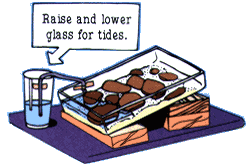 Raise and lower
glass for tides.